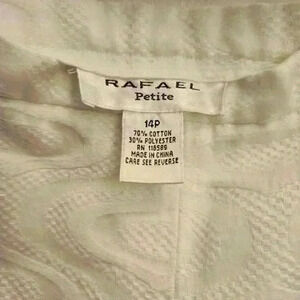 RAFAEL
Petite
14P
70% COTTON
30% POLYESTER
RN 118589
MADE IN CHINA
CARE SEE REVERSE